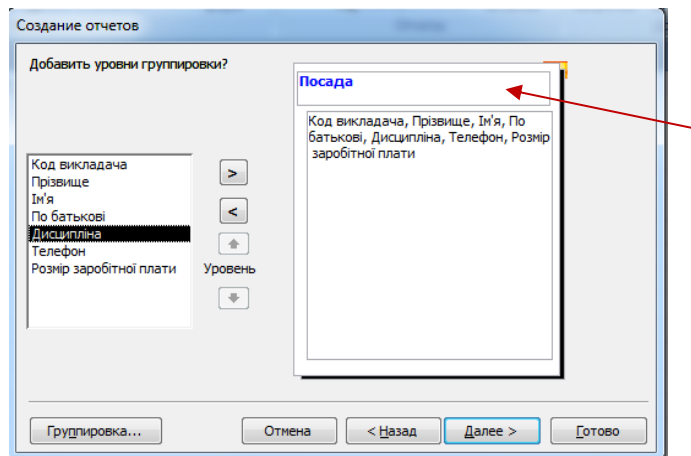 Создание отчетов
Добавить уровни группировки?
Посада
Код викладача, Прізвище, Ім'я, По
батькові, Дисципліна, Телефон, Розмір
заробітної плати
Код викладача
Прізвище
Ім'я
По батькові
Дисципліна
Телефон
Розмір заробітної плати
>
<
Уровень
Группировка...
Отмена
< Назад
Далее >
Готово